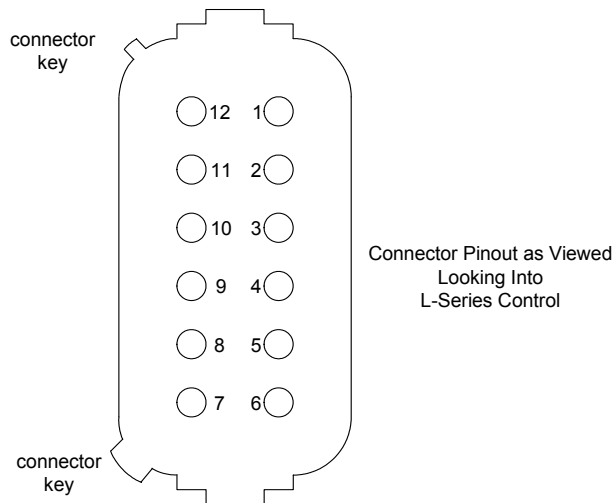 connector
key
12 1
11 2
10 3
9 4
Connector Pinout as Viewed
Looking Into
L-Series Control
8 5
7 6
connector
key